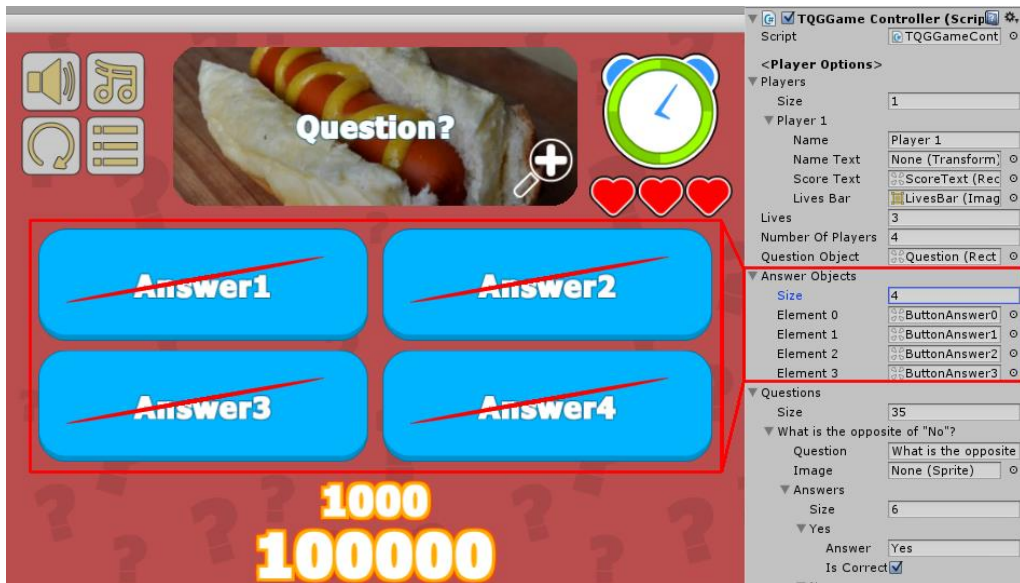 Question?
Answer1
Answer2
Answer3
Answer4
1000
100000
TQGGame Controller (Scrip
Script TQGGameCont
<Player Options>
Players
Size 1
Player 1
Name Player 1
Name Text None (Transform)
Score Text ScoreText (Rec
Lives Bar LivesBar (Imag
Lives 3
Number Of Players 4
Question Object Question (Rect
Answer Objects
Size 4
Element 0 ButtonAnswer0
Element 1 ButtonAnswer1
Element 2 ButtonAnswer2
Element 3 ButtonAnswer3
Questions
Size 35
What is the opposite of "No"?
Question What is the opposite
Image None (Sprite)
Answers
Size 6
Yes
Answer Yes
Is Correct